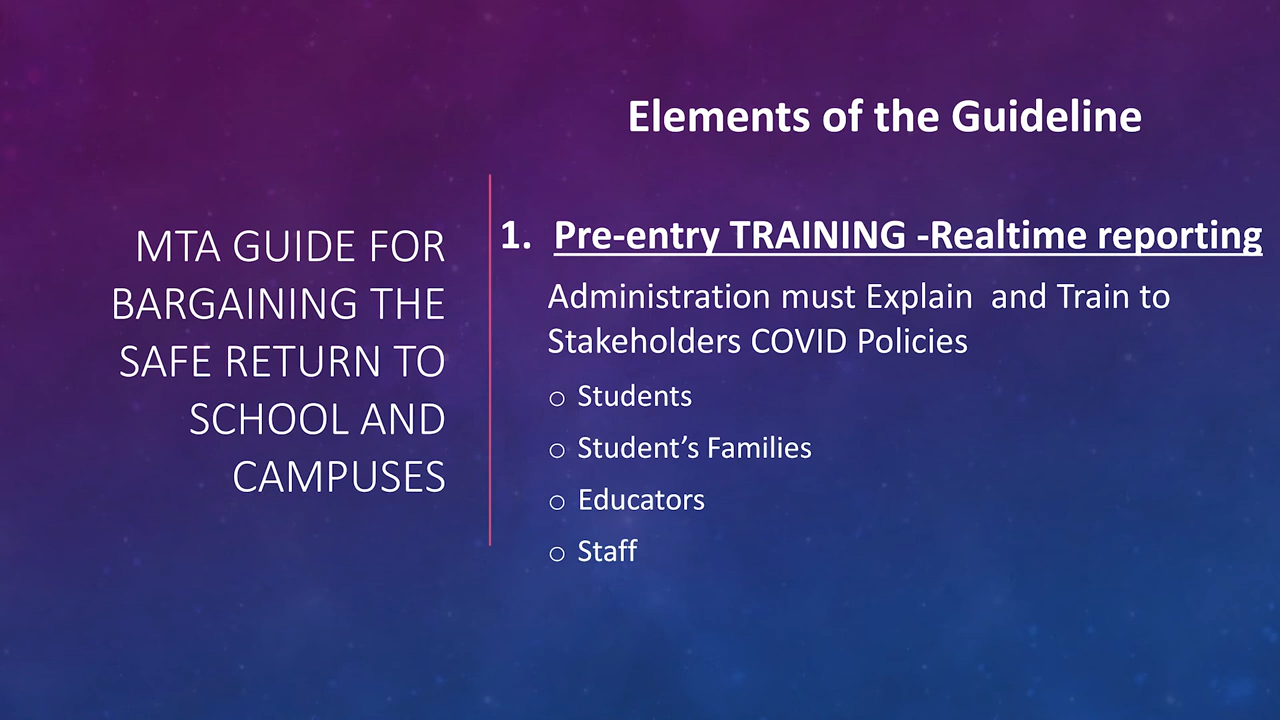 MTA GUIDE FOR
BARGAINING THE
SAFE RETURN TO
SCHOOL AND
CAMPUSES
Elements of the Guideline
1. Pre-entry TRAINING -Realtime reporting
Administration must Explain  and Train to
Stakeholders COVID Policies
o Students
o Student’s Families
o Educators
o Staff